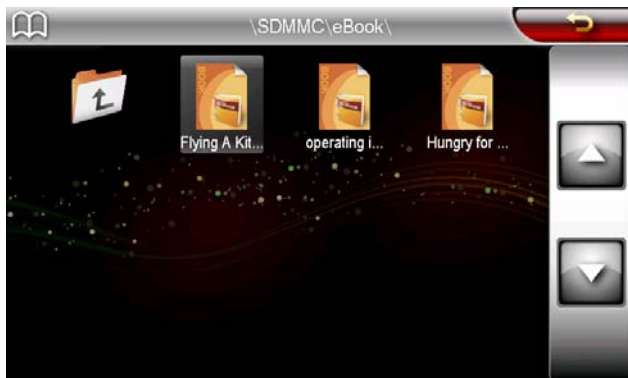 \SDMMC\eBook\
Flying A Kit...
operating i...
Hungry for ...